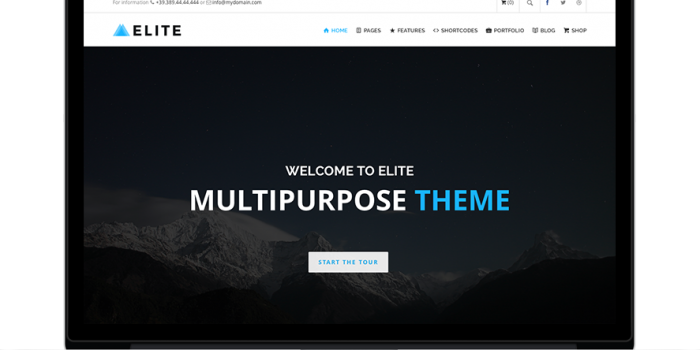 For information +39.389.44.44.444 or info@mydomain.com (0)
ELITE HOME PAGES FEATURES SHORTCODES PORTFOLIO BLOG SHOP
WELCOME TO ELITE
MULTIPURPOSE THEME
START THE TOUR